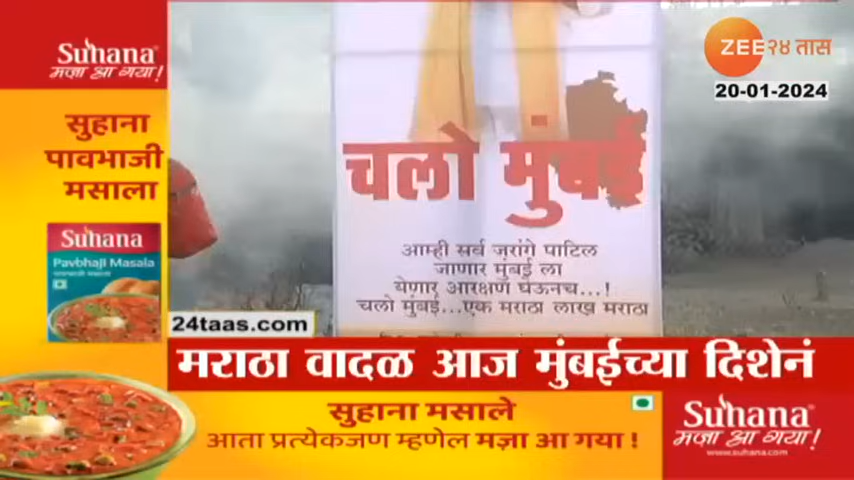 Suhana
मज़ा आ गया!
सुहाना
पावभाजी
मसाला
Suhana
Pavbhaji Masala
ZEE २४ तास
20-01-2024
चलो मुंबई
आम्ही सर्व जरांगे पाटिल
जाणार मुंबई ला
येणार आरक्षण घेऊनच...!
चलो मुंबई...एक मराठा लाख मराठा
24taas.com
मराठा वादळ आज मुंबईच्या दिशेनं
सुहाना मसाले
आता प्रत्येकजण म्हणेल मज़ा आ गया!
Suhana
मज़ा आ गया!
www.suhana.com